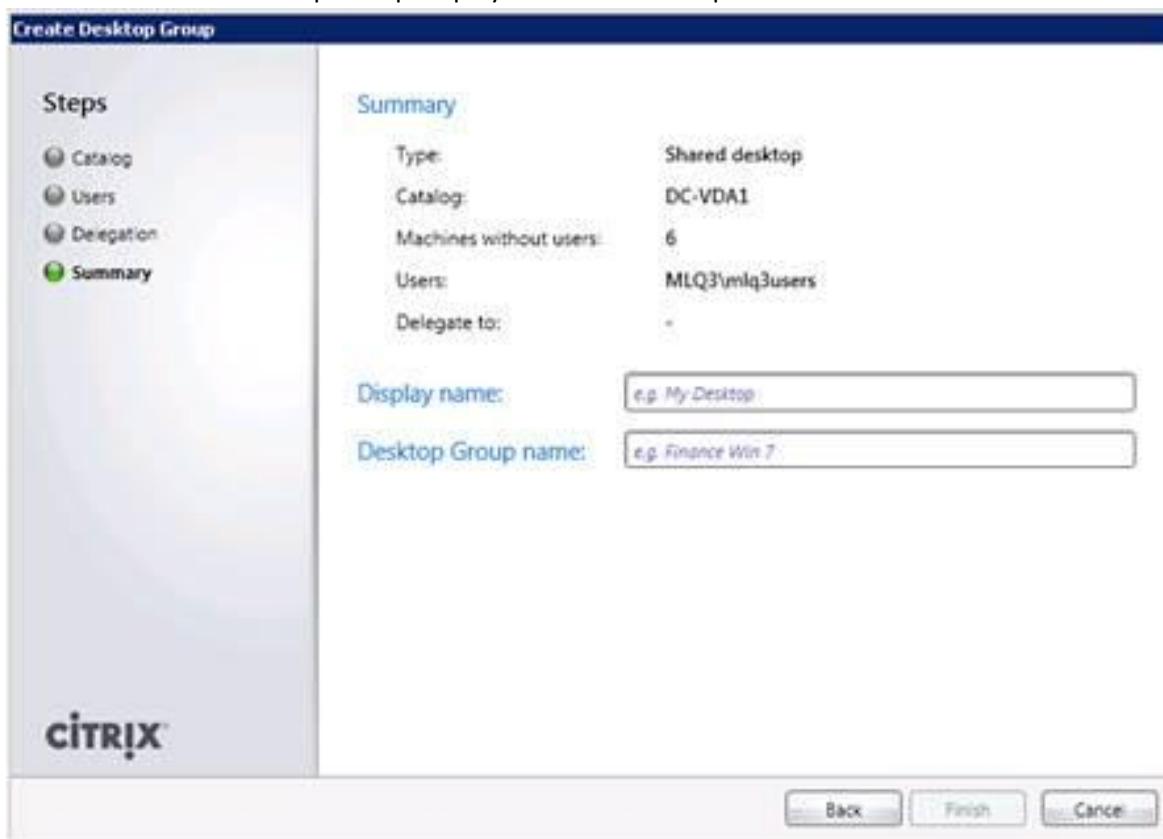 Create Desktop Group
Steps
Catalog
Users
Delegation
Summary
Summary
Type: Shared desktop
Catalog: DC-VDA1
Machines without users: 6
Users: MLQ3\mlq3users
Delegate to: -
Display name: e.g. My Desktop
Desktop Group name: e.g. Finance Win 7
CITRIX
Back Finish Cancel